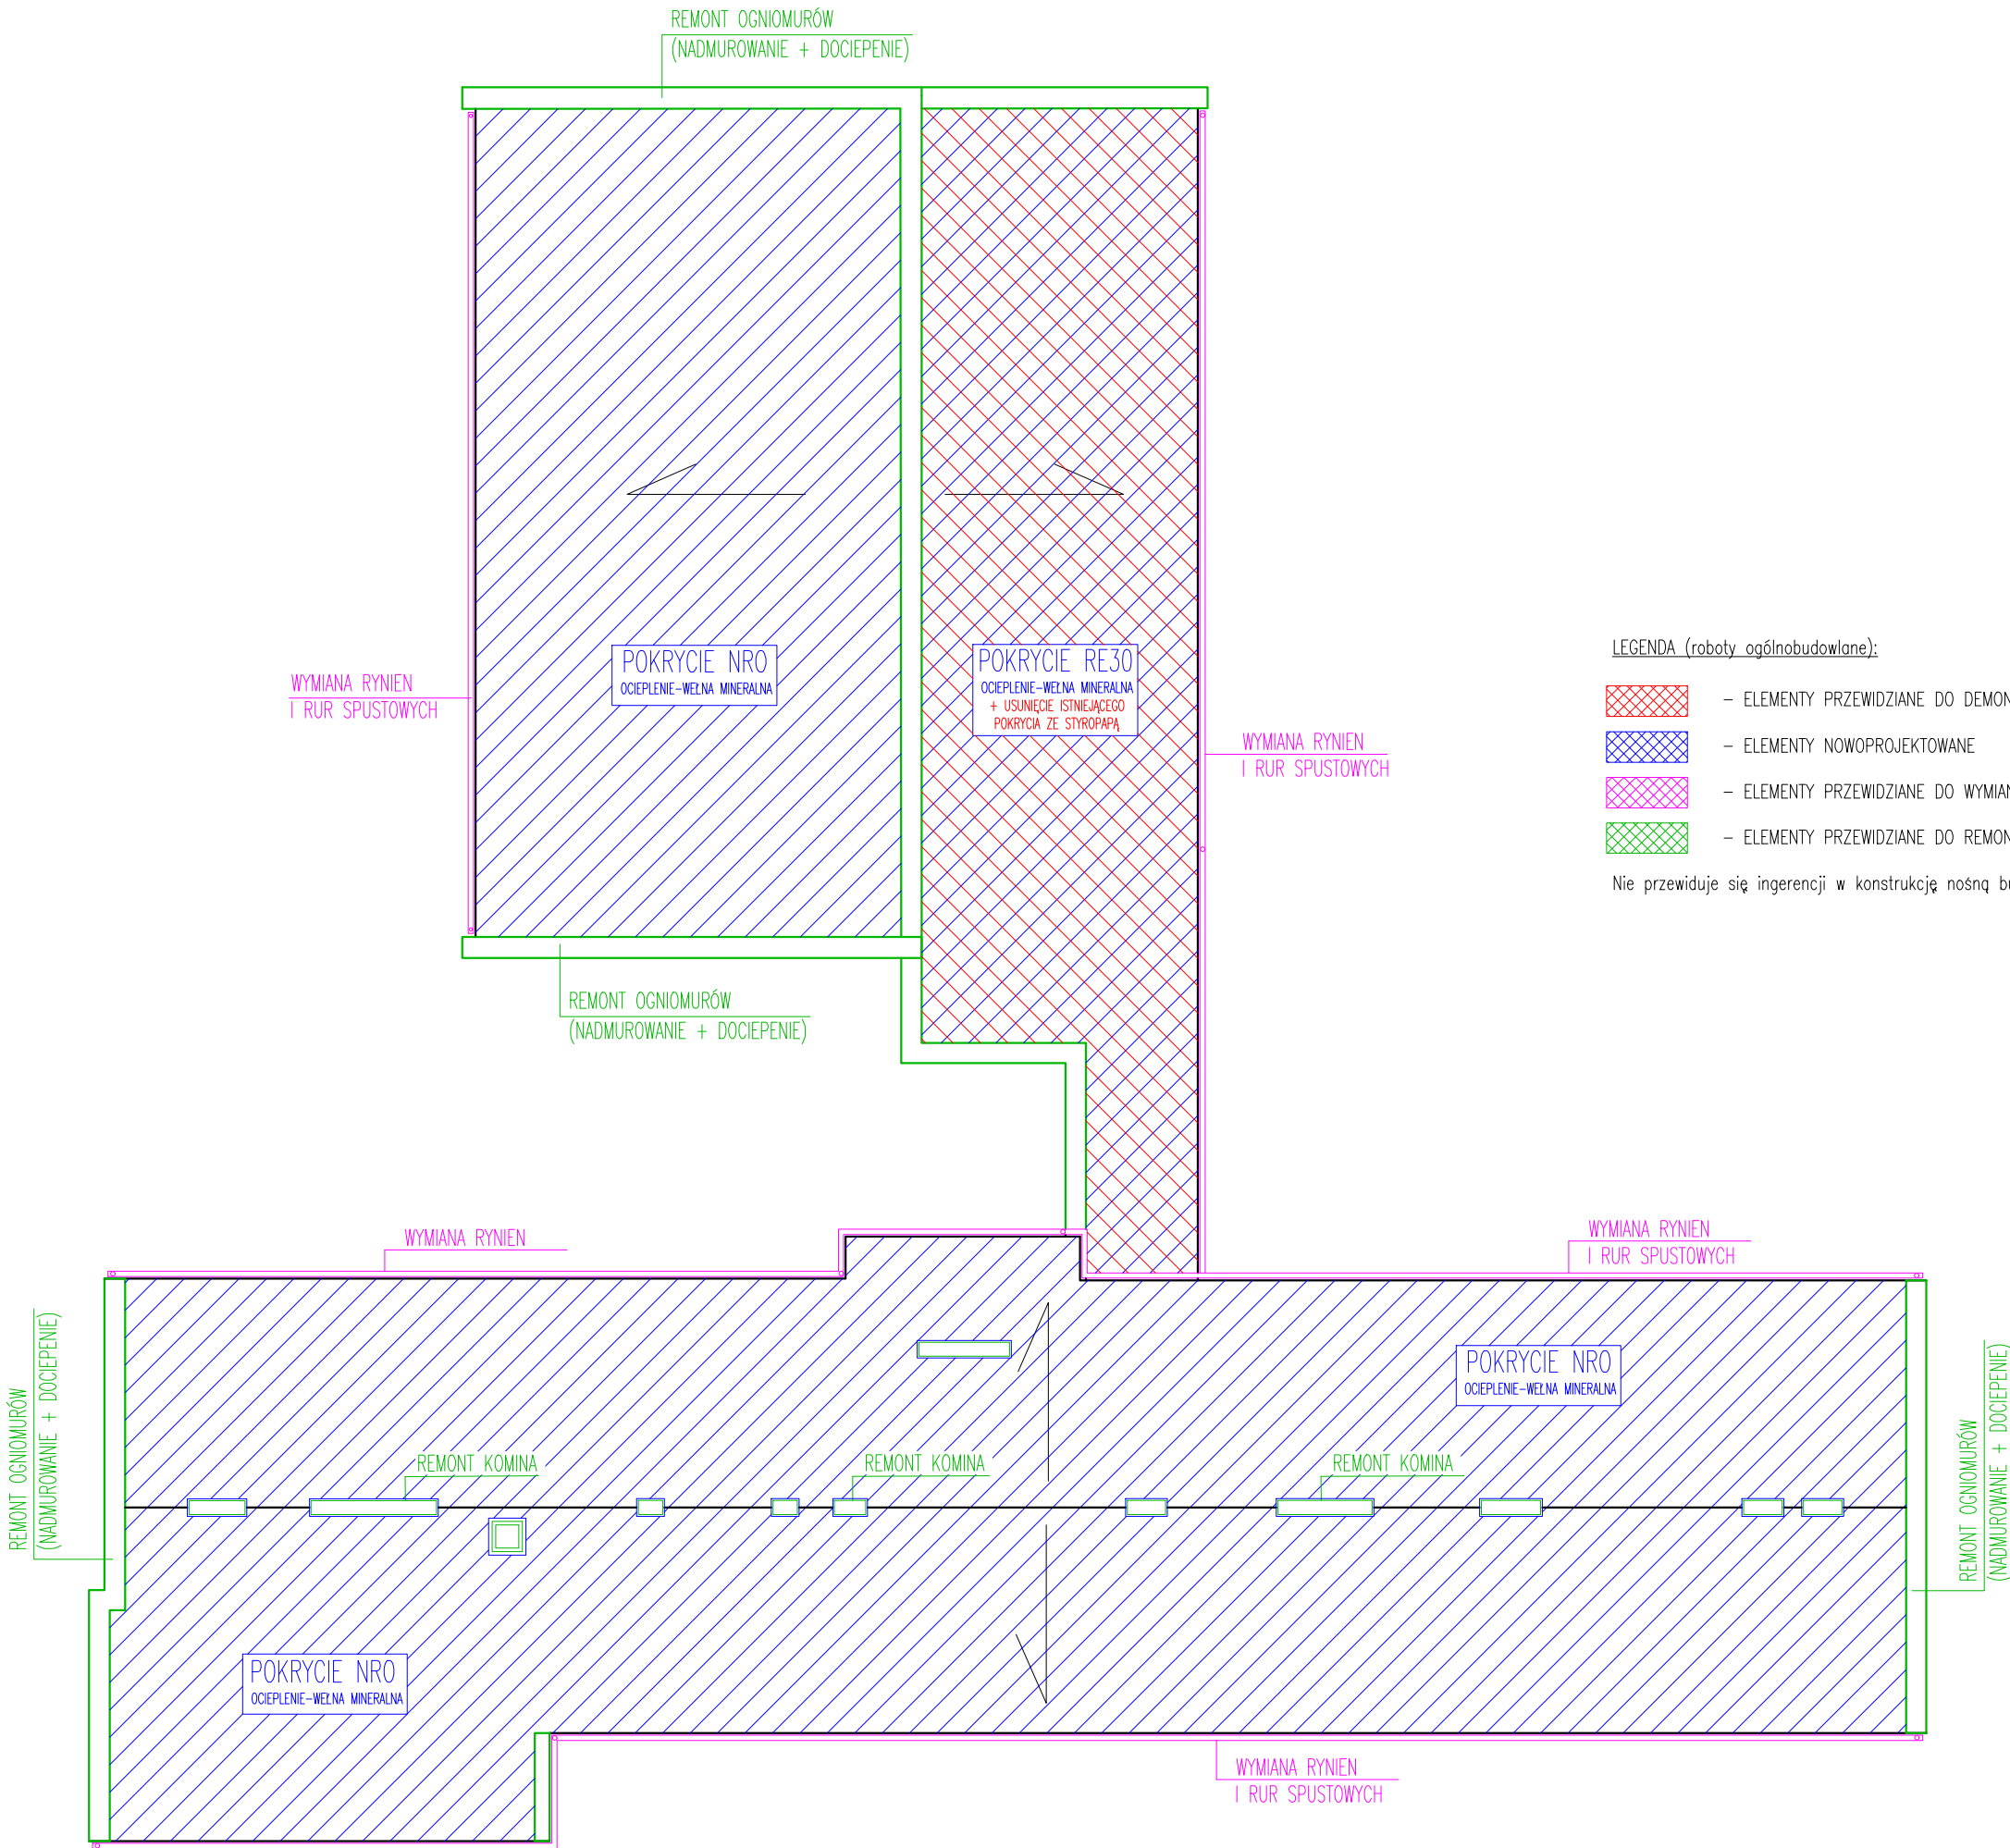 REMONT OGNIOMURÓW
(NADMUROWANIE + DOCIEPENIE)
POKRYCIE NRO
OCIEPLENIE-WEŁNA MINERALNA
POKRYCIE RE30
OCIEPLENIE-WEŁNA MINERALNA
+ USUNIĘCIE ISTNIEJĄCEGO
POKRYCIA ZE STYROPAPĄ
WYMIANA RYNIEN
I RUR SPUSTOWYCH
WYMIANA RYNIEN
I RUR SPUSTOWYCH
LEGENDA (roboty ogólnobudowlane):
- ELEMENTY PRZEWIDZIANE DO DEMON
- ELEMENTY NOWOPROJEKTOWANE
- ELEMENTY PRZEWIDZIANE DO WYMIAN
- ELEMENTY PRZEWIDZIANE DO REMON
Nie przewiduje się ingerencji w konstrukcję nośną bu
REMONT OGNIOMURÓW
(NADMUROWANIE + DOCIEPENIE)
WYMIANA RYNIEN
WYMIANA RYNIEN
I RUR SPUSTOWYCH
REMONT OGNIOMURÓW
(NADMUROWANIE + DOCIEPENIE)
POKRYCIE NRO
OCIEPLENIE-WEŁNA MINERALNA
REMONT KOMINA
REMONT KOMINA
REMONT KOMINA
REMONT OGNIOMURÓW
(NADMUROWANIE + DOCIEPENIE)
POKRYCIE NRO
OCIEPLENIE-WEŁNA MINERALNA
WYMIANA RYNIEN
I RUR SPUSTOWYCH